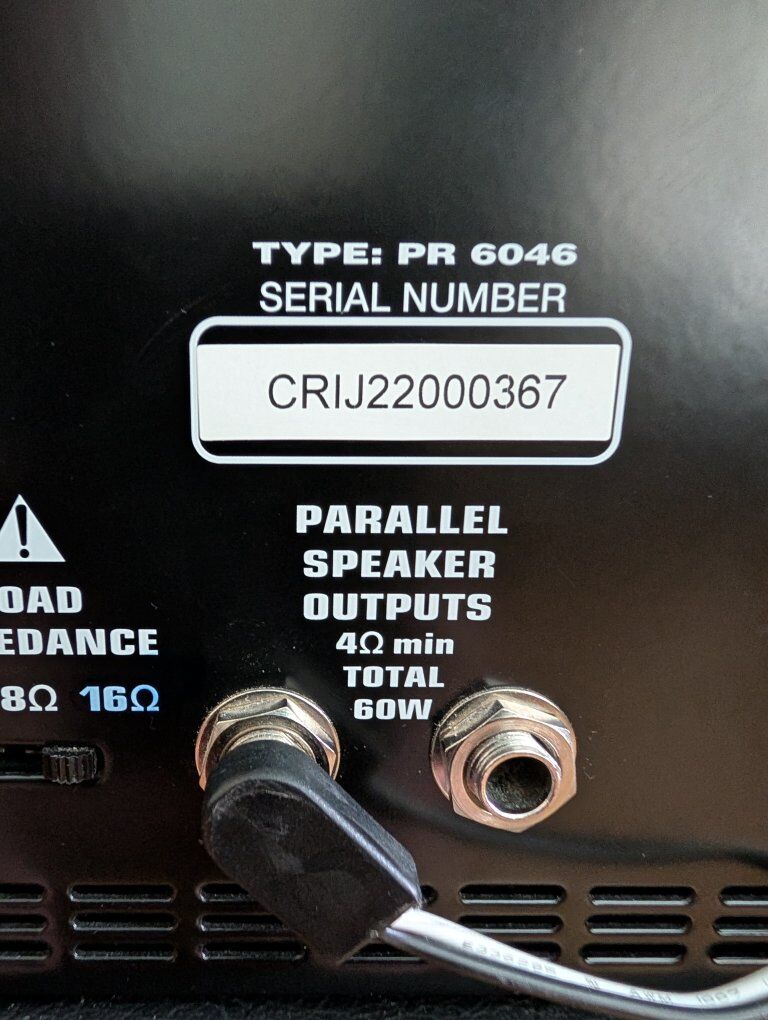 TYPE: PR 6046
SERIAL NUMBER
CRIJ22000367
PARALLEL
SPEAKER
OUTPUTS
4Ω min
TOTAL
60W
OAD
EDANCE
8Ω 16Ω